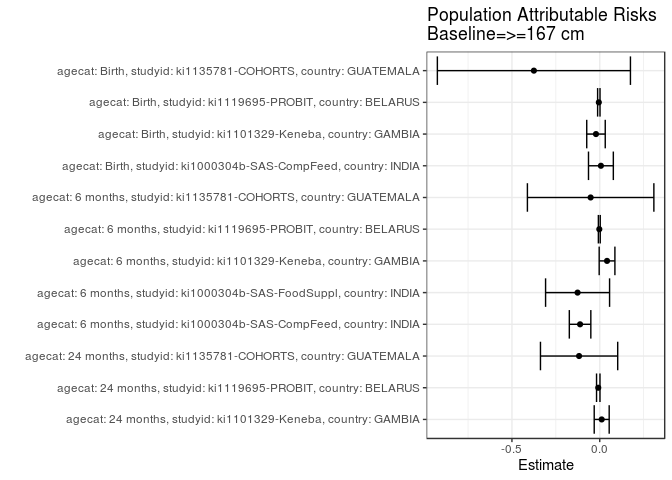 Population Attributable Risks
Baseline=>=167 cm
agecat: Birth, studyid: ki1135781-COHORTS, country: GUATEMALA
agecat: Birth, studyid: ki1119695-PROBIT, country: BELARUS
agecat: Birth, studyid: ki1101329-Keneba, country: GAMBIA
agecat: Birth, studyid: ki1000304b-SAS-CompFeed, country: INDIA
agecat: 6 months, studyid: ki1135781-COHORTS, country: GUATEMALA
agecat: 6 months, studyid: ki1119695-PROBIT, country: BELARUS
agecat: 6 months, studyid: ki1101329-Keneba, country: GAMBIA
agecat: 6 months, studyid: ki1000304b-SAS-FoodSuppl, country: INDIA
agecat: 6 months, studyid: ki1000304b-SAS-CompFeed, country: INDIA
agecat: 24 months, studyid: ki1135781-COHORTS, country: GUATEMALA
agecat: 24 months, studyid: ki1119695-PROBIT, country: BELARUS
agecat: 24 months, studyid: ki1101329-Keneba, country: GAMBIA
-0.5 0.0
Estimate